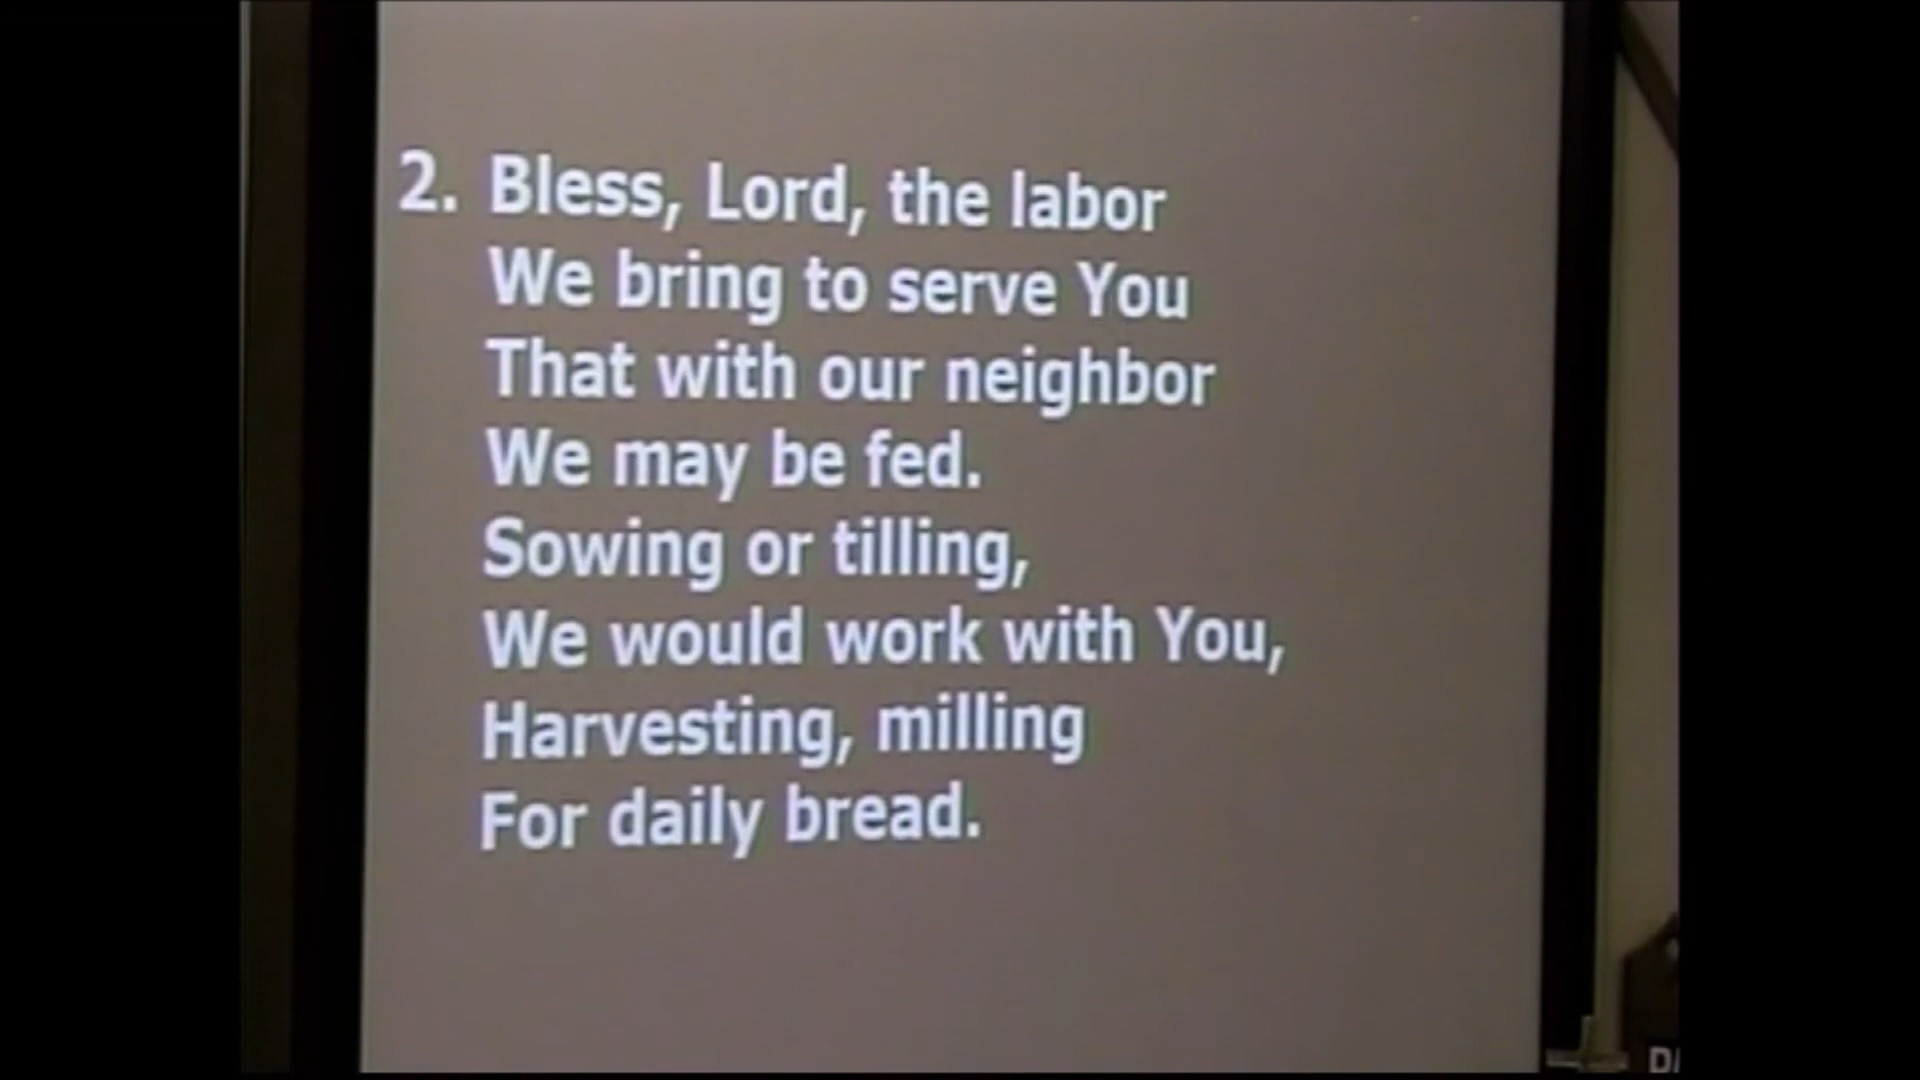 2. Bless, Lord, the labor
We bring to serve You
That with our neighbor
We may be fed.
Sowing or tilling,
We would work with You,
Harvesting, milling
For daily bread.